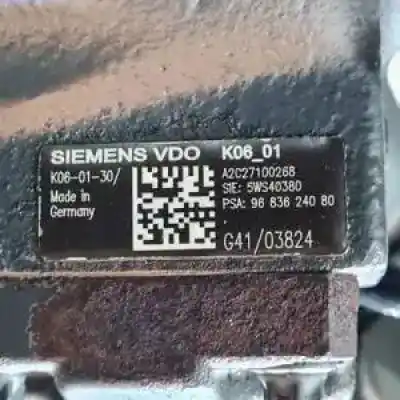 SIEMENS VDO K06_01
K06-01-30/ A2C27100268
Made in SIE: 5WS40380
Germany PSA: 96 836 240 80
G41/03824